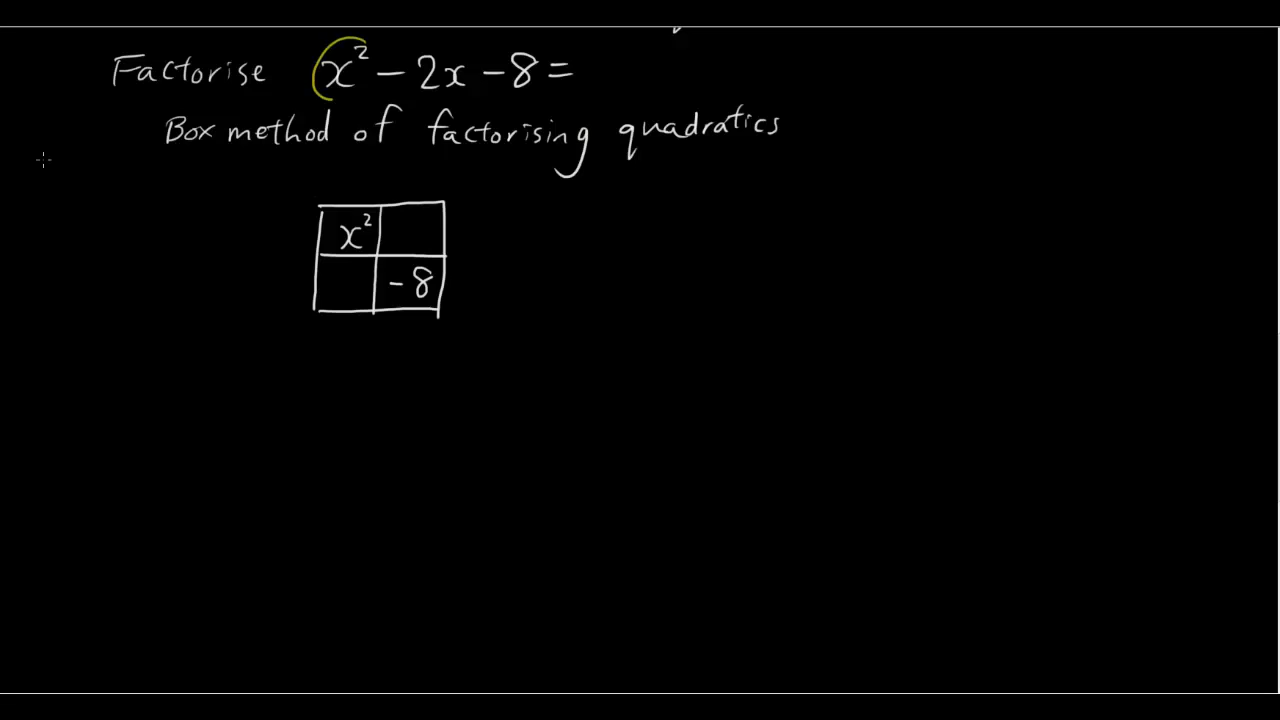 Factorise x² - 2x - 8 =
Box method of factorising quadratics
x²
- 8